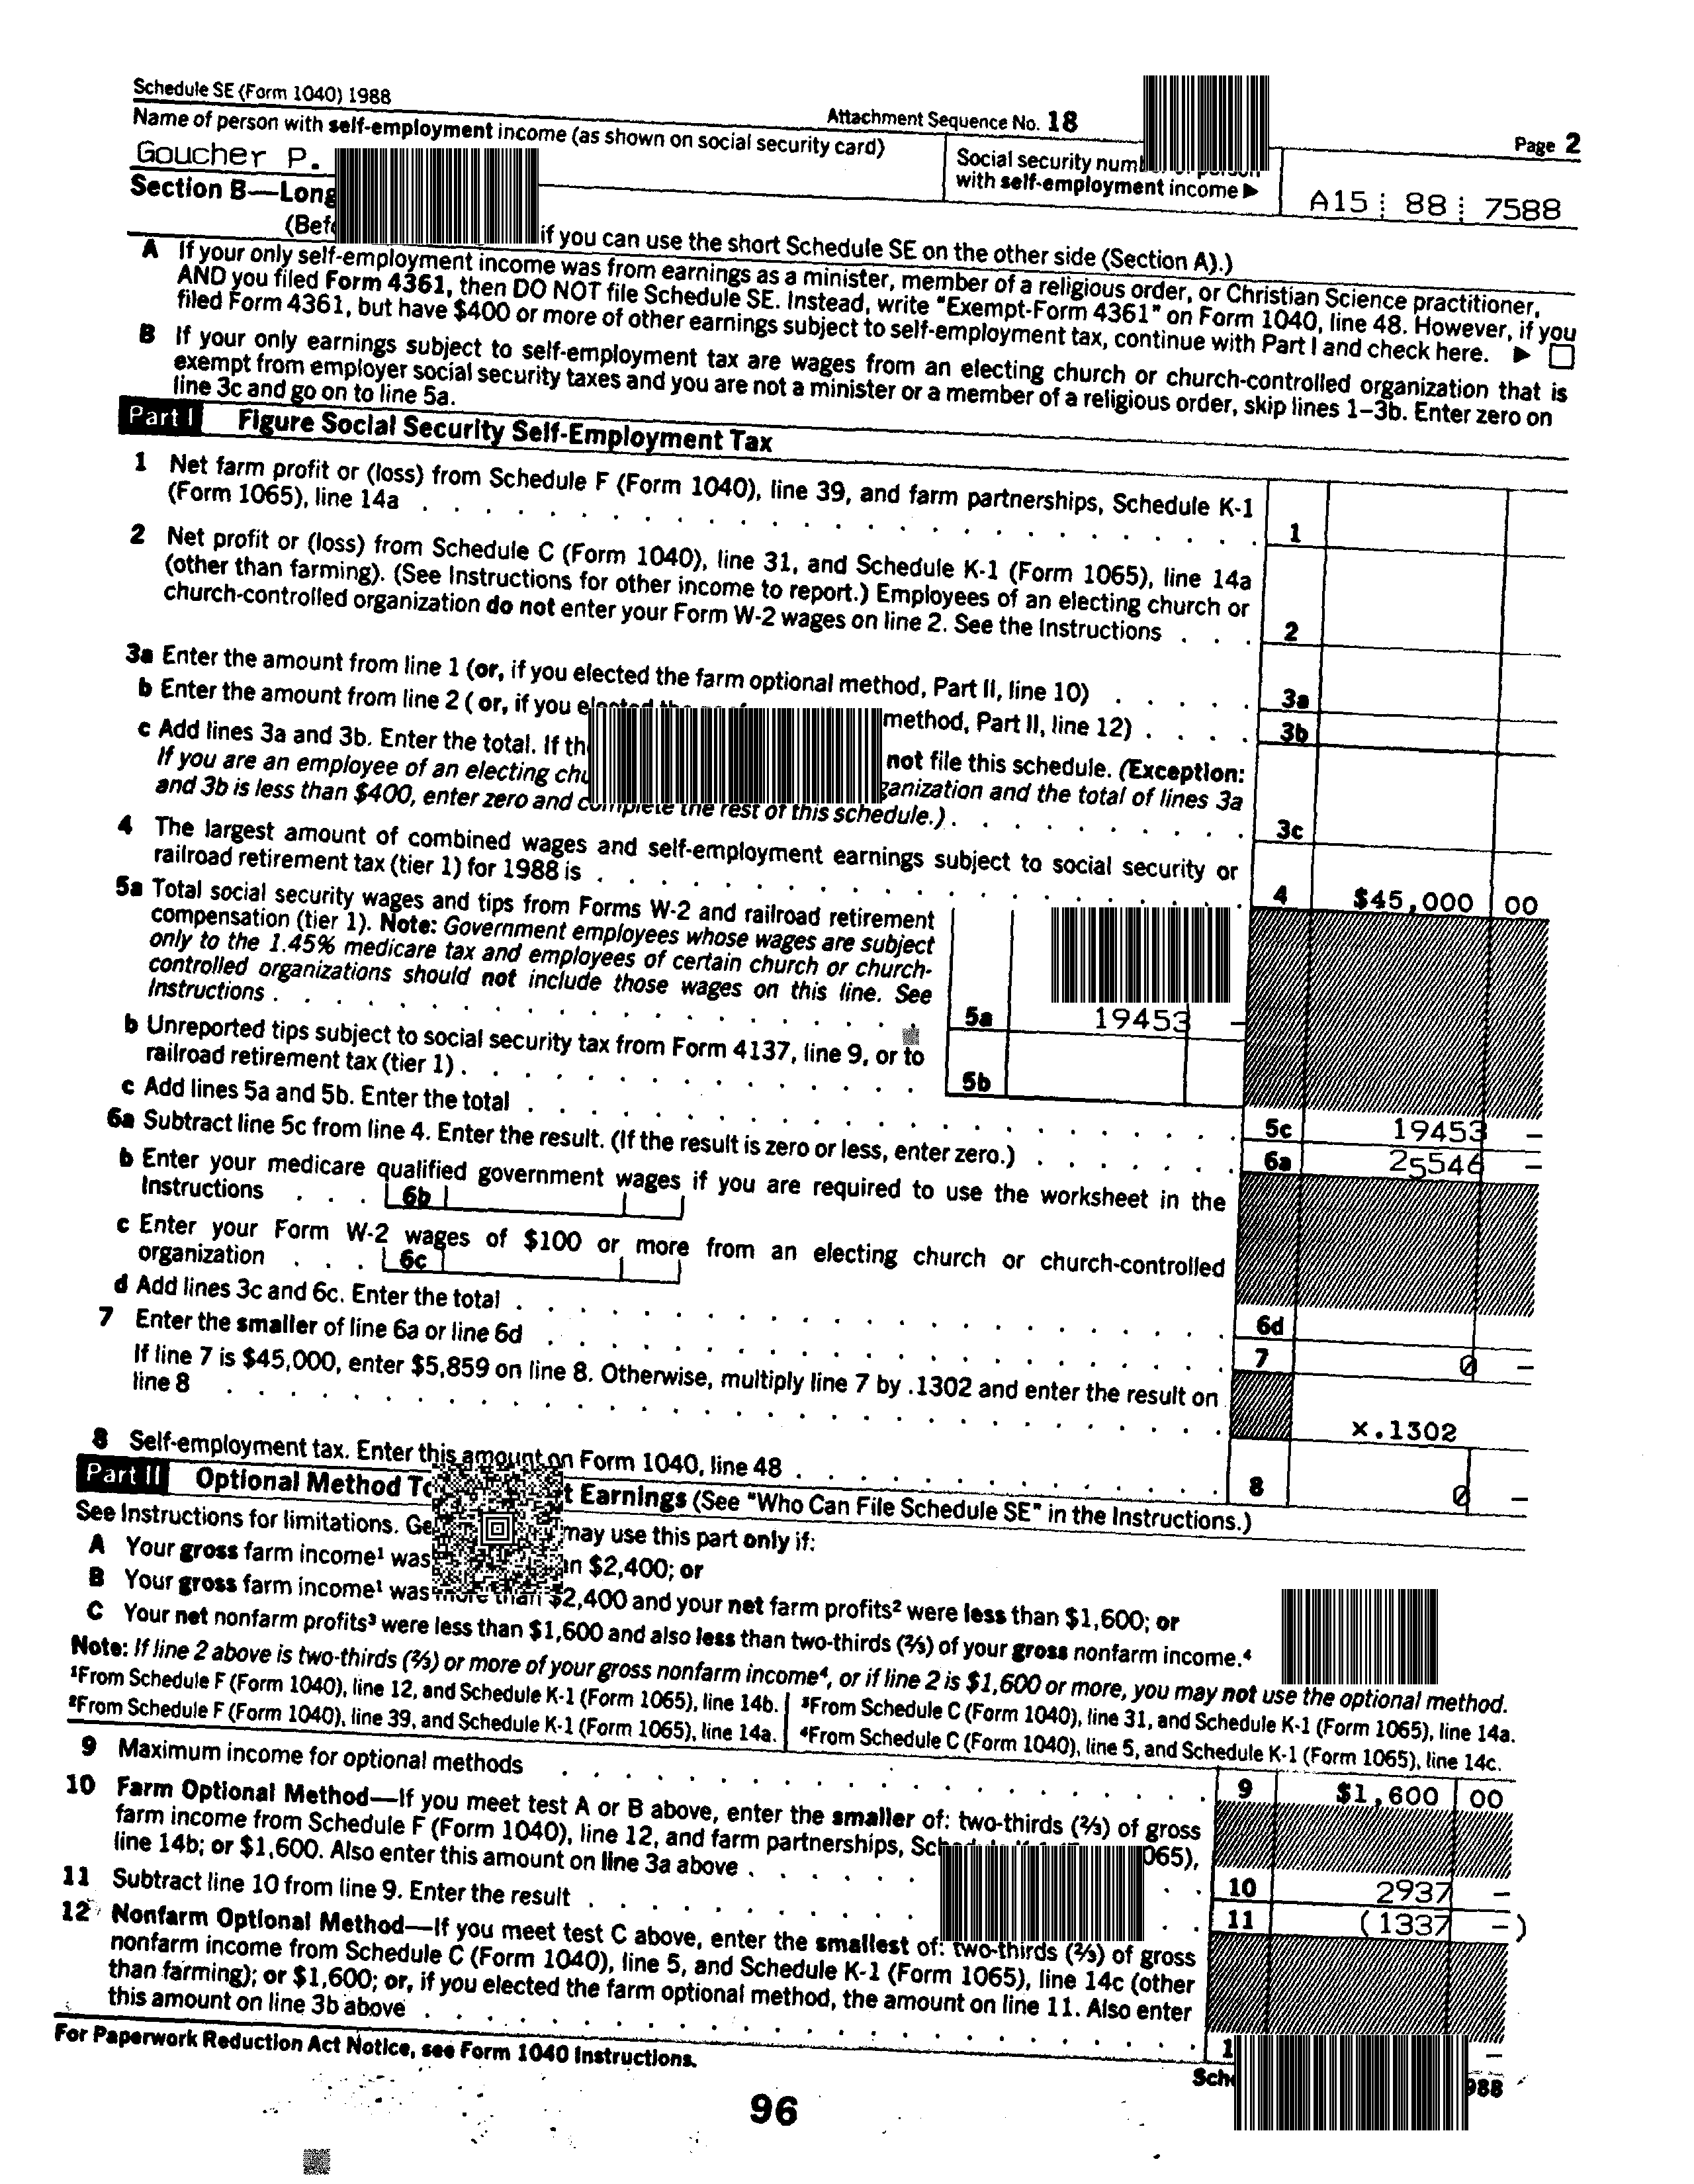 Schedule SE (Form 1040) 1988
Attachment Sequence No. 18
Page 2
Name of person with self-employment income (as shown on social security card)
Goucher P.
Social security
with self-employment income ▶
A15 88 7588
Section B—Long
if you can use the short Schedule SE on the other side (Section A).)
A If your only self-employment income was from earnings as a minister, member of a religious order, or Christian Science practitioner,
AND you filed Form 4361, then DO NOT file Schedule SE. Instead, write "Exempt-Form 4361" on Form 1040, line 48. However, if you
filed Form 4361, but have $400 or more of other earnings subject to self-employment tax, continue with Part I and check here. ▶ □
B If your only earnings subject to self-employment tax are wages from an electing church or church-controlled organization that is
exempt from employer social security taxes and you are not a minister or a member of a religious order, skip lines 1–3b. Enter zero on
line 3c and go on to line 5a.
Part I Figure Social Security Self-Employment Tax
1 Net farm profit or (loss) from Schedule F (Form 1040), line 39, and farm partnerships, Schedule K-1
(Form 1065), line 14a . . . 1
2 Net profit or (loss) from Schedule C (Form 1040), line 31, and Schedule K-1 (Form 1065), line 14a
(other than farming). (See Instructions for other income to report.) Employees of an electing church or
church-controlled organization do not enter your Form W-2 wages on line 2. See the Instructions . . . 2
3a Enter the amount from line 1 (or, if you elected the farm optional method, Part II, line 10) . . . 3a
b Enter the amount from line 2 ( or, if you method, Part II, line 12) . . . 3b
c Add lines 3a and 3b. Enter the total. If not file this schedule. (Exception:
If you are an employee of an electing and the total of lines 3a
and 3b is less than $400, enter zero and complete the rest of this schedule.) . . . 3c
4 The largest amount of combined wages and self-employment earnings subject to social security or
railroad retirement tax (tier 1) for 1988 is . . . 4 $45,000 00
5a Total social security wages and tips from Forms W-2 and railroad retirement
compensation (tier 1). Note: Government employees whose wages are subject
only to the 1.45% medicare tax and employees of certain church or church-
controlled organizations should not include those wages on this line. See
Instructions . . . 5a 19453 –
b Unreported tips subject to social security tax from Form 4137, line 9, or to
railroad retirement tax (tier 1) . . . 5b
c Add lines 5a and 5b. Enter the total . . . 5c 19453 –
6a Subtract line 5c from line 4. Enter the result. (If the result is zero or less, enter zero.) . . . 6a 25546 –
b Enter your medicare qualified government wages if you are required to use the worksheet in the
Instructions . . . 6b
c Enter your Form W-2 wages of $100 or more from an electing church or church-controlled
organization . . . 6c
d Add lines 3c and 6c. Enter the total . . . 6d
7 Enter the smaller of line 6a or line 6d . . . 7 0 –
If line 7 is $45,000, enter $5,859 on line 8. Otherwise, multiply line 7 by .1302 and enter the result on
line 8 . . . x.1302
8 Self-employment tax. Enter this amount on Form 1040, line 48 . . . 8 0 –
Part II Optional Method Earnings (See "Who Can File Schedule SE" in the Instructions.)
See Instructions for limitations. may use this part only if:
A Your gross farm income¹ was $2,400; or
B Your gross farm income¹ was more than $2,400 and your net farm profits² were less than $1,600; or
C Your net nonfarm profits³ were less than $1,600 and also less than two-thirds (⅔) of your gross nonfarm income.⁴
Note: If line 2 above is two-thirds (⅔) or more of your gross nonfarm income⁴, or if line 2 is $1,600 or more, you may not use the optional method.
¹From Schedule F (Form 1040), line 12, and Schedule K-1 (Form 1065), line 14b. ³From Schedule C (Form 1040), line 31, and Schedule K-1 (Form 1065), line 14a.
²From Schedule F (Form 1040), line 39, and Schedule K-1 (Form 1065), line 14a. ⁴From Schedule C (Form 1040), line 5, and Schedule K-1 (Form 1065), line 14c.
9 Maximum income for optional methods . . . 9 $1,600 00
10 Farm Optional Method—If you meet test A or B above, enter the smaller of: two-thirds (⅔) of gross
farm income from Schedule F (Form 1040), line 12, and farm partnerships,
line 14b; or $1,600. Also enter this amount on line 3a above . . . 10 2937 –
11 Subtract line 10 from line 9. Enter the result . . . 11 (1337 –)
12 Nonfarm Optional Method—If you meet test C above, enter the smallest of: two-thirds (⅔) of gross
nonfarm income from Schedule C (Form 1040), line 5, and Schedule K-1 (Form 1065), line 14c (other
than farming); or $1,600; or, if you elected the farm optional method, the amount on line 11. Also enter
this amount on line 3b above . . . –
For Paperwork Reduction Act Notice, see Form 1040 Instructions.
96